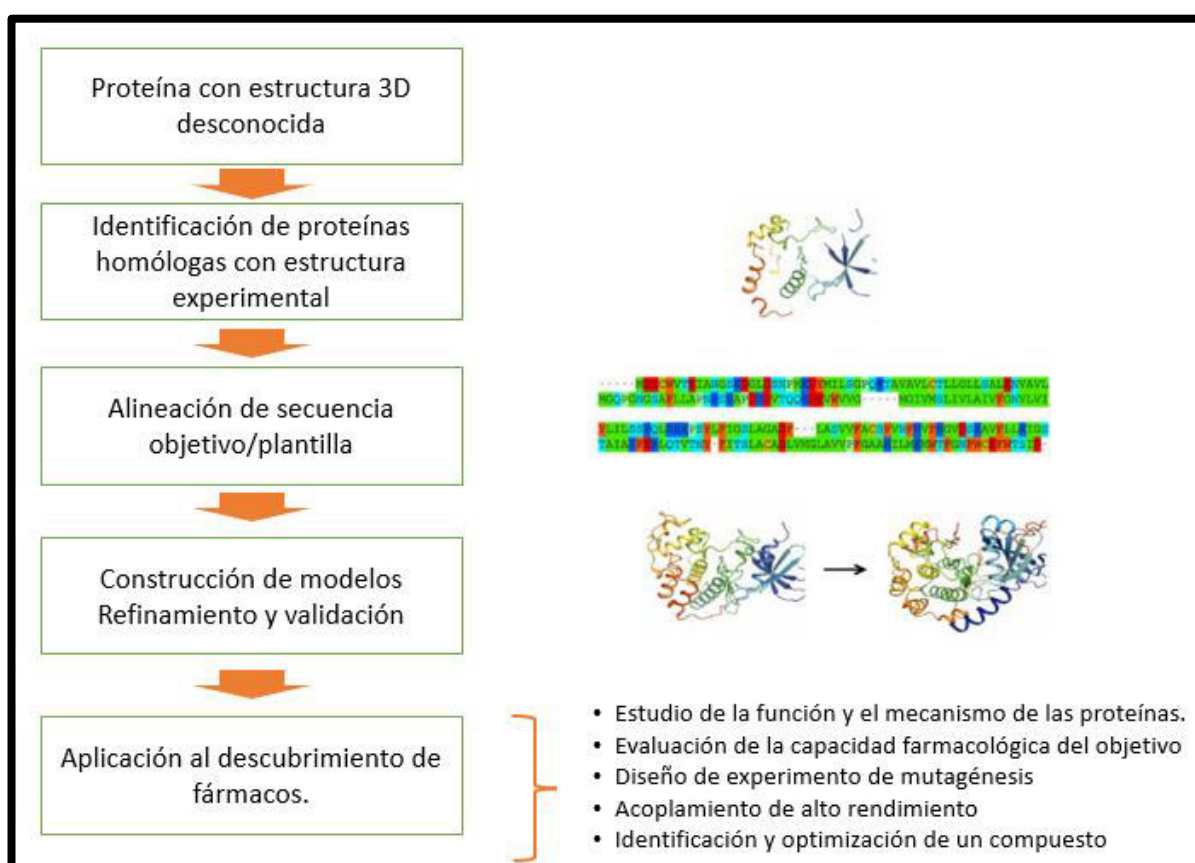 Proteína con estructura 3D
desconocida
Identificación de proteínas
homólogas con estructura
experimental
Alineación de secuencia
objetivo/plantilla
Construcción de modelos
Refinamiento y validación
Aplicación al descubrimiento de
fármacos.
• Estudio de la función y el mecanismo de las proteínas.
• Evaluación de la capacidad farmacológica del objetivo
• Diseño de experimento de mutagénesis
• Acoplamiento de alto rendimiento
• Identificación y optimización de un compuesto